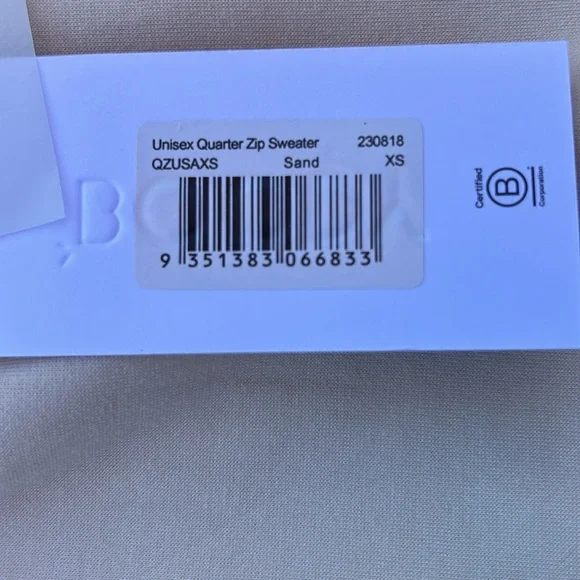 Unisex Quarter Zip Sweater 230818
QZUSAXS Sand XS
9 351383 066833
Certified
B
Corporation